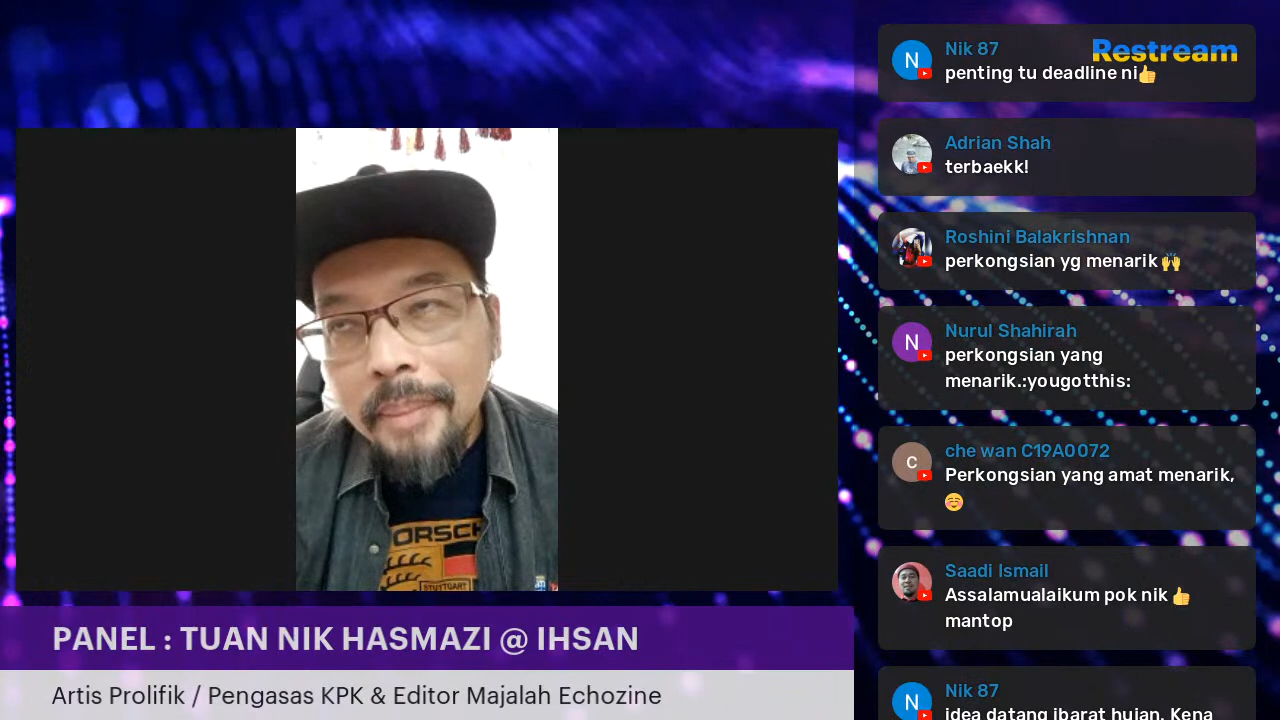 Restream
N
Nik 87
penting tu deadline ni👍
Adrian Shah
terbaekk!
Roshini Balakrishnan
perkongsian yg menarik 🙌
N
Nurul Shahirah
perkongsian yang
menarik.:yougotthis:
c
che wan C19A0072
Perkongsian yang amat menarik,
☺️
Saadi Ismail
Assalamualaikum pok nik 👍
mantop
N
Nik 87
idea datang ibarat hujan. Kena
ORSCH
STUTTGART
PANEL : TUAN NIK HASMAZI @ IHSAN
Artis Prolifik / Pengasas KPK & Editor Majalah Echozine